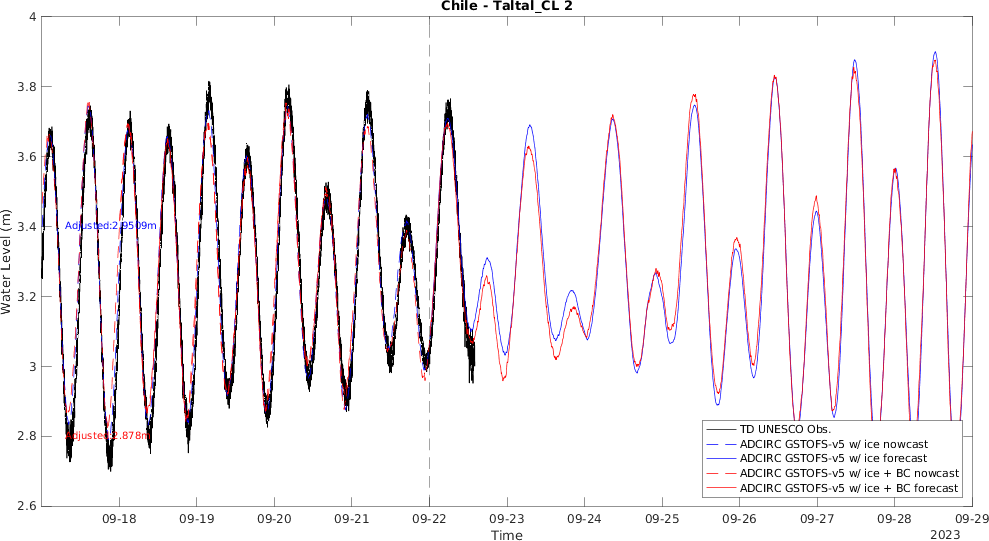 Chile - Taltal_CL 2
4
3.8
3.6
3.4
3.2
3
2.8
2.6
Water Level (m)
Adjusted:2.9509m
Adjusted:2.878m
TD UNESCO Obs.
ADCIRC GSTOFS-v5 w/ ice nowcast
ADCIRC GSTOFS-v5 w/ ice forecast
ADCIRC GSTOFS-v5 w/ ice + BC nowcast
ADCIRC GSTOFS-v5 w/ ice + BC forecast
09-18 09-19 09-20 09-21 09-22 09-23 09-24 09-25 09-26 09-27 09-28 09-29
Time
2023